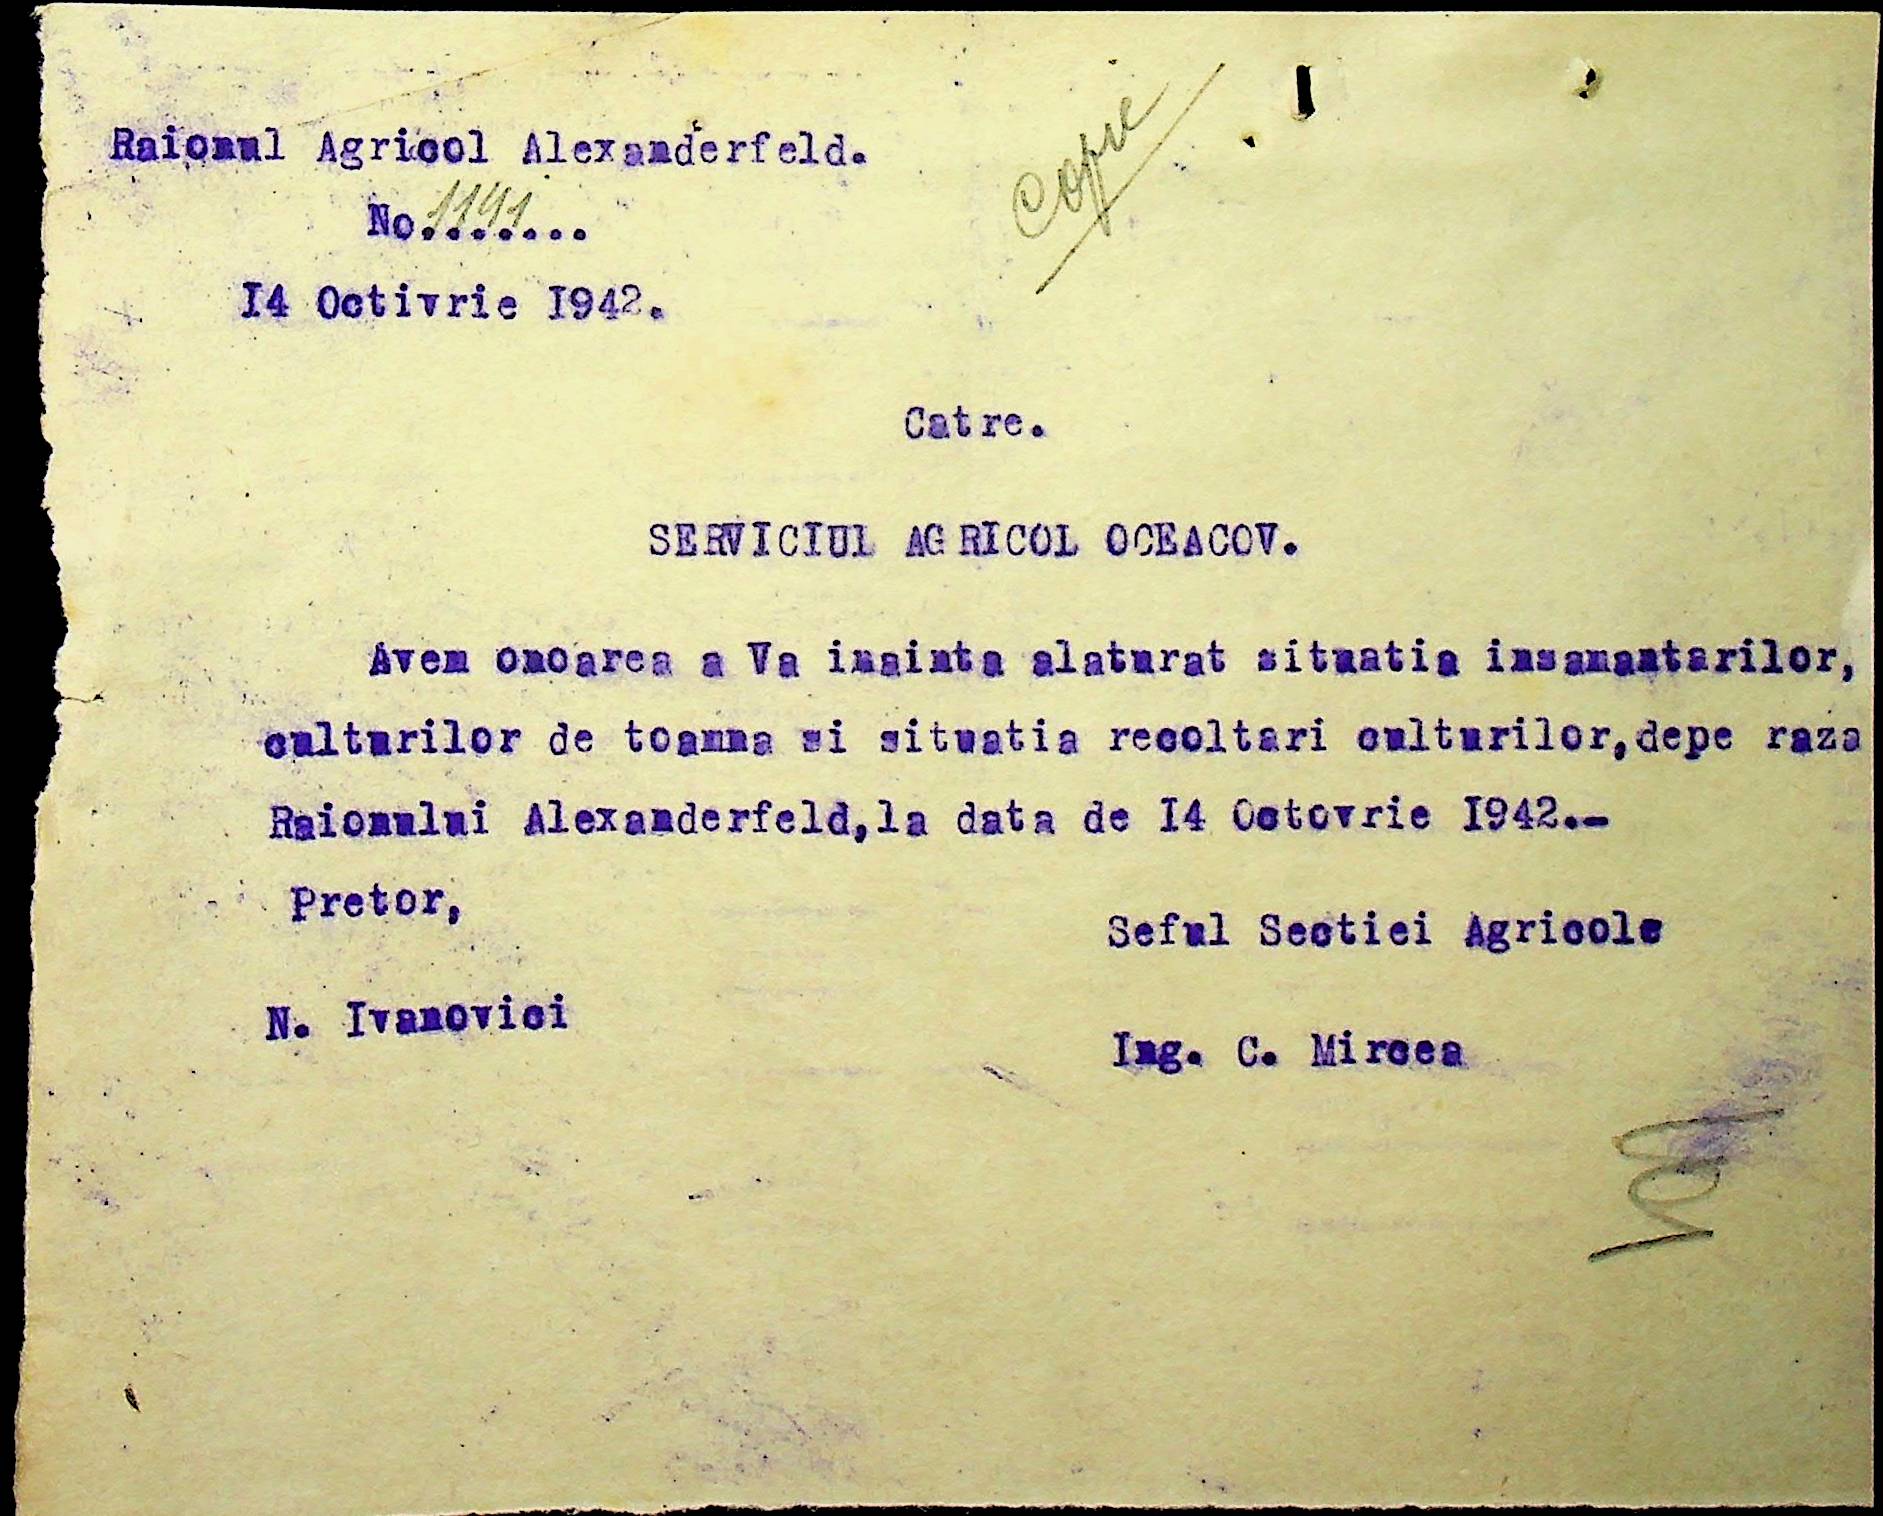 Raionul Agricol Alexanderfeld.
copie
No.1141......
I4 Octivrie I942.
Catre.
SERVICIUL AGRICOL OCEACOV.
Avem onoarea a Va inainta alaturat situatia insamantarilor,
culturilor de toamna si situatia recoltari culturilor,depe raza
Raionului Alexanderfeld,la data de I4 Octovrie I942.-
Pretor,
Seful Sectiei Agricole
N. Ivanovici
Ing. C. Mircea